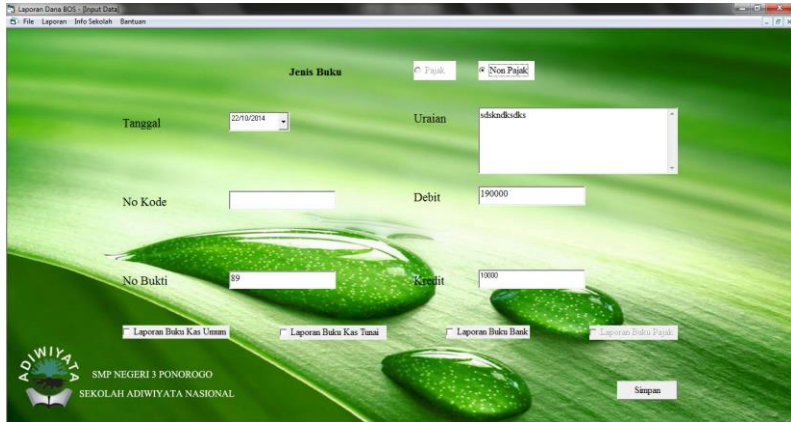 Laporan Dana BOS - [Input Data]
File Laporan Info Sekolah Bantuan
Jenis Buku Pajak Non Pajak
Tanggal 22/10/2014 Uraian sdskndksdks
No Kode Debit 190000
No Bukti 89 Kredit 10000
Laporan Buku Kas Umum Laporan Buku Kas Tunai Laporan Buku Bank Laporan Buku Pajak
ADIWIYATA
SMP NEGERI 3 PONOROGO
SEKOLAH ADIWIYATA NASIONAL
Simpan